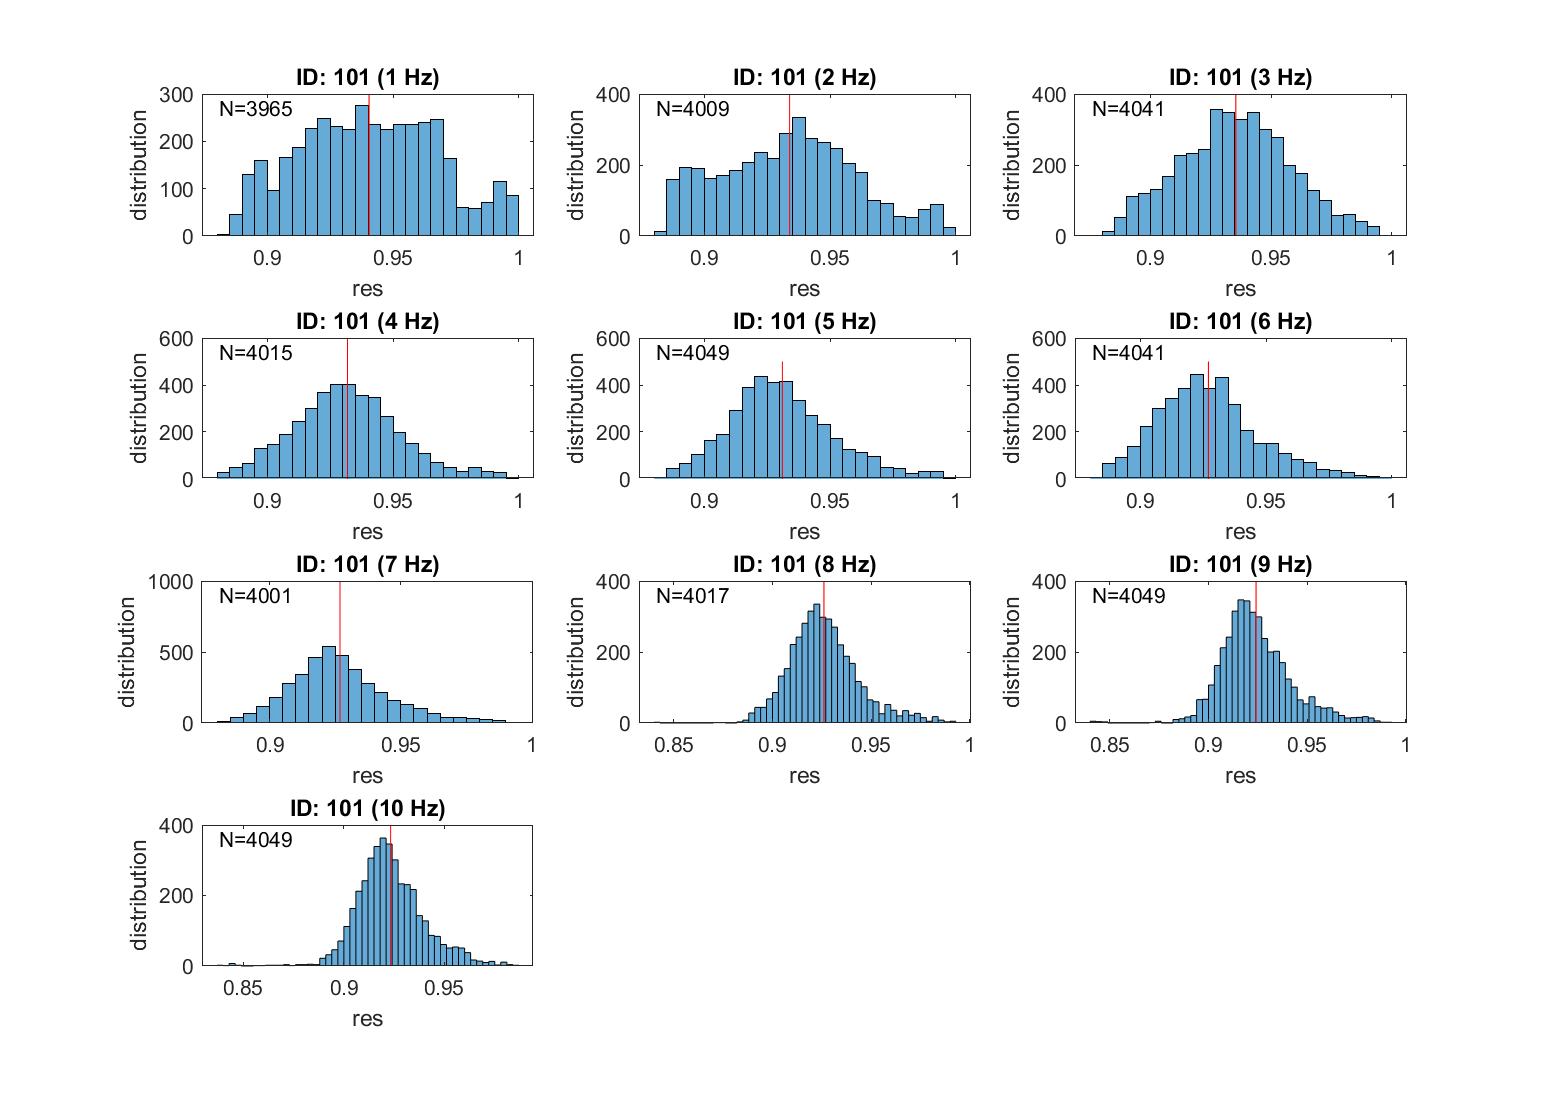 ID: 101 (1 Hz)
N=3965
distribution
300
200
100
0
0.9
0.95
1
res
ID: 101 (2 Hz)
N=4009
distribution
400
200
0
0.9
0.95
1
res
ID: 101 (3 Hz)
N=4041
distribution
400
200
0
0.9
0.95
1
res
ID: 101 (4 Hz)
N=4015
distribution
600
400
200
0
0.9
0.95
1
res
ID: 101 (5 Hz)
N=4049
distribution
600
400
200
0
0.9
0.95
1
res
ID: 101 (6 Hz)
N=4041
distribution
600
400
200
0
0.9
0.95
1
res
ID: 101 (7 Hz)
N=4001
distribution
1000
500
0
0.9
0.95
1
res
ID: 101 (8 Hz)
N=4017
distribution
400
200
0
0.85
0.9
0.95
1
res
ID: 101 (9 Hz)
N=4049
distribution
400
200
0
0.85
0.9
0.95
1
res
ID: 101 (10 Hz)
N=4049
distribution
400
200
0
0.85
0.9
0.95
res